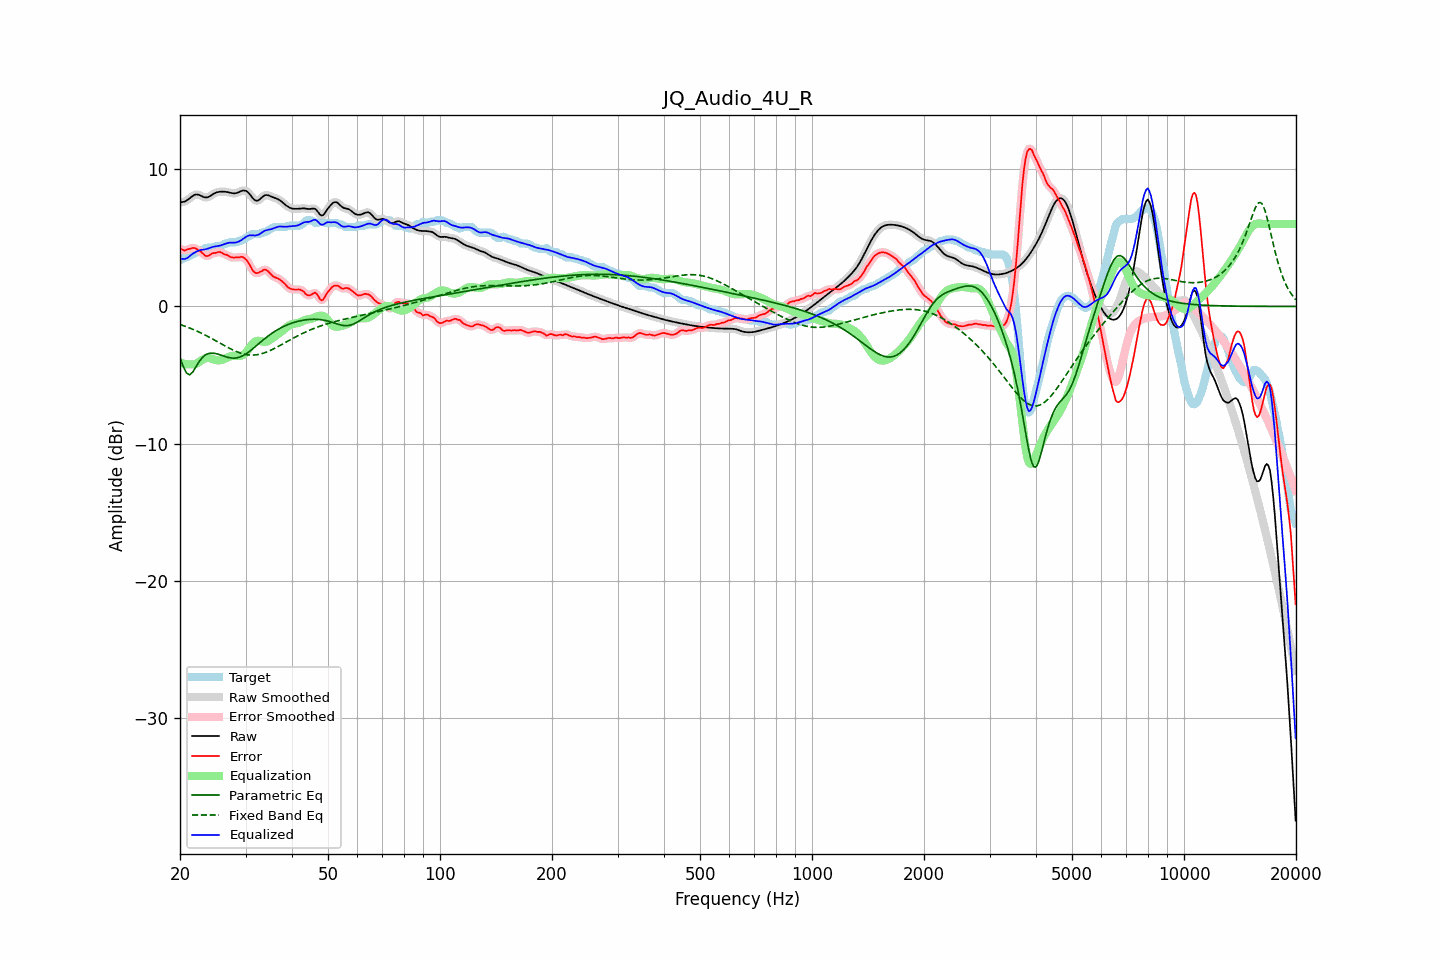 JQ_Audio_4U_R
10
0
−10
−20
−30
Amplitude (dBr)
Target
Raw Smoothed
Error Smoothed
Raw
Error
Equalization
Parametric Eq
Fixed Band Eq
Equalized
20 50 100 200 500 1000 2000 5000 10000 20000
Frequency (Hz)